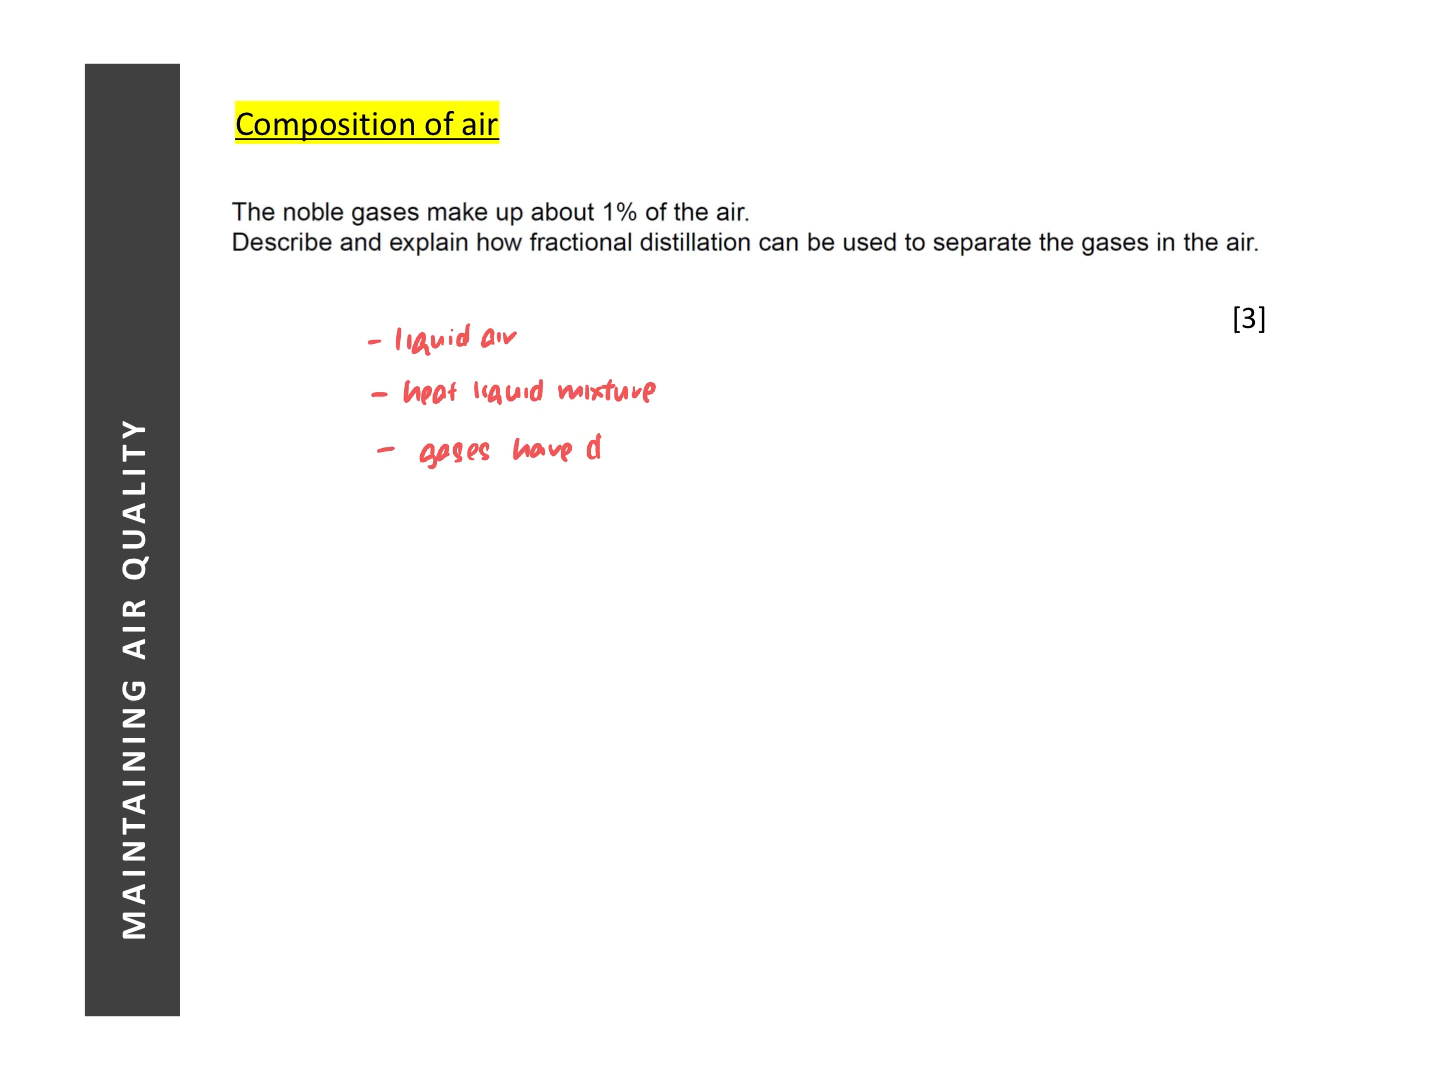 MAINTAINING AIR QUALITY
Composition of air
The noble gases make up about 1% of the air.
Describe and explain how fractional distillation can be used to separate the gases in the air.
[3]
- liquid air
- heat liquid mixture
- gases have d